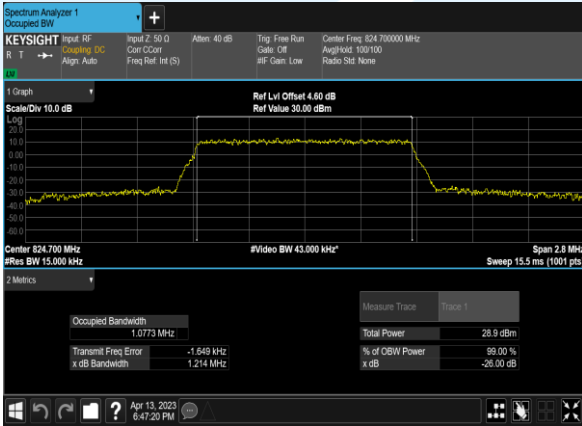 Spectrum Analyzer 1
Occupied BW
+
KEYSIGHT Input: RF Input Z: 50 Ω Atten: 40 dB Trig: Free Run Center Freq: 824.700000 MHz
R T Coupling: DC Corr CCorr Gate: Off Avg|Hold: 100/100
Align: Auto Freq Ref: Int (S) #IF Gain: Low Radio Std: None
LXI
1 Graph
Ref Lvl Offset 4.60 dB
Scale/Div 10.0 dB Ref Value 30.00 dBm
Log
20.0
10.0
0.00
-10.0
-20.0
-30.0
-40.0
-50.0
-60.0
Center 824.700 MHz #Video BW 43.000 kHz* Span 2.8 MHz
#Res BW 15.000 kHz Sweep 15.5 ms (1001 pts
2 Metrics
Measure Trace Trace 1
Occupied Bandwidth
1.0773 MHz Total Power 28.9 dBm
Transmit Freq Error -1.649 kHz % of OBW Power 99.00 %
x dB Bandwidth 1.214 MHz x dB -26.00 dB
? Apr 13, 2023
6:47:20 PM